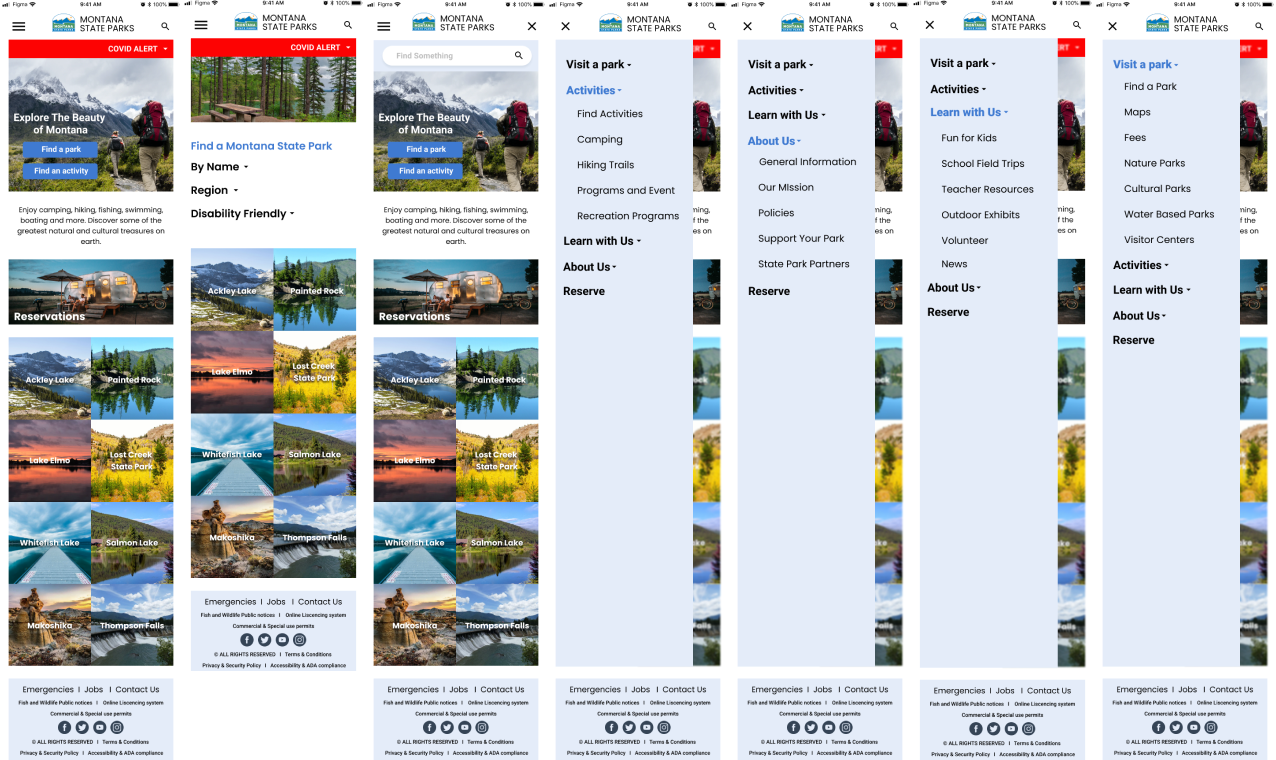 Figma
9:41 AM
100%
MONTANA
STATE PARKS
COVID ALERT
Explore The Beauty
of Montana
Find a park
Find an activity
Enjoy camping, hiking, fishing, swimming,
boating and more. Discover some of the
greatest natural and cultural treasures on
earth.
Reservations
Ackley Lake
Painted Rock
Lake Elmo
Lost Creek
State Park
Whitefish Lake
Salmon Lake
Makoshika
Thompson Falls
Emergencies I Jobs I Contact Us
Fish and Wildlife Public notices I Online Liscencing system
Commercial & Special use permits
© ALL RIGHTS RESERVED I Terms & Conditions
Privacy & Security Policy I Accessibility & ADA compliance
Figma
9:41 AM
100%
MONTANA
STATE PARKS
COVID ALERT
Find a Montana State Park
By Name
Region
Disability Friendly
Ackley Lake
Painted Rock
Lake Elmo
Lost Creek
State Park
Whitefish Lake
Salmon Lake
Makoshika
Thompson Falls
Emergencies I Jobs I Contact Us
Fish and Wildlife Public notices I Online Liscencing system
Commercial & Special use permits
© ALL RIGHTS RESERVED I Terms & Conditions
Privacy & Security Policy I Accessibility & ADA compliance
Figma
9:41 AM
100%
MONTANA
STATE PARKS
Find Something
Explore The Beauty
of Montana
Find a park
Find an activity
Enjoy camping, hiking, fishing, swimming,
boating and more. Discover some of the
greatest natural and cultural treasures on
earth.
Reservations
Ackley Lake
Painted Rock
Lake Elmo
Lost Creek
State Park
Whitefish Lake
Salmon Lake
Makoshika
Thompson Falls
Emergencies I Jobs I Contact Us
Fish and Wildlife Public notices I Online Liscencing system
Commercial & Special use permits
© ALL RIGHTS RESERVED I Terms & Conditions
Privacy & Security Policy I Accessibility & ADA compliance
Figma
9:41 AM
100%
MONTANA
STATE PARKS
Visit a park
Activities
Find Activities
Camping
Hiking Trails
Programs and Event
Recreation Programs
Learn with Us
About Us
Reserve
Emergencies I Jobs I Contact Us
Fish and Wildlife Public notices I Online Liscencing system
Commercial & Special use permits
© ALL RIGHTS RESERVED I Terms & Conditions
Privacy & Security Policy I Accessibility & ADA compliance
Figma
9:41 AM
100%
MONTANA
STATE PARKS
Visit a park
Activities
Learn with Us
About Us
General Information
Our MIssion
Policies
Support Your Park
State Park Partners
Reserve
Emergencies I Jobs I Contact Us
Fish and Wildlife Public notices I Online Liscencing system
Commercial & Special use permits
© ALL RIGHTS RESERVED I Terms & Conditions
Privacy & Security Policy I Accessibility & ADA compliance
Figma
9:41 AM
100%
MONTANA
STATE PARKS
Visit a park
Activities
Learn with Us
Fun for Kids
School Field Trips
Teacher Resources
Outdoor Exhibits
Volunteer
News
About Us
Reserve
Emergencies I Jobs I Contact Us
Fish and Wildlife Public notices I Online Liscencing system
Commercial & Special use permits
© ALL RIGHTS RESERVED I Terms & Conditions
Privacy & Security Policy I Accessibility & ADA compliance
Figma
9:41 AM
100%
MONTANA
STATE PARKS
Visit a park
Find a Park
Maps
Fees
Nature Parks
Cultural Parks
Water Based Parks
Visitor Centers
Activities
Learn with Us
About Us
Reserve
Emergencies I Jobs I Contact Us
Fish and Wildlife Public notices I Online Liscencing system
Commercial & Special use permits
© ALL RIGHTS RESERVED I Terms & Conditions
Privacy & Security Policy I Accessibility & ADA compliance